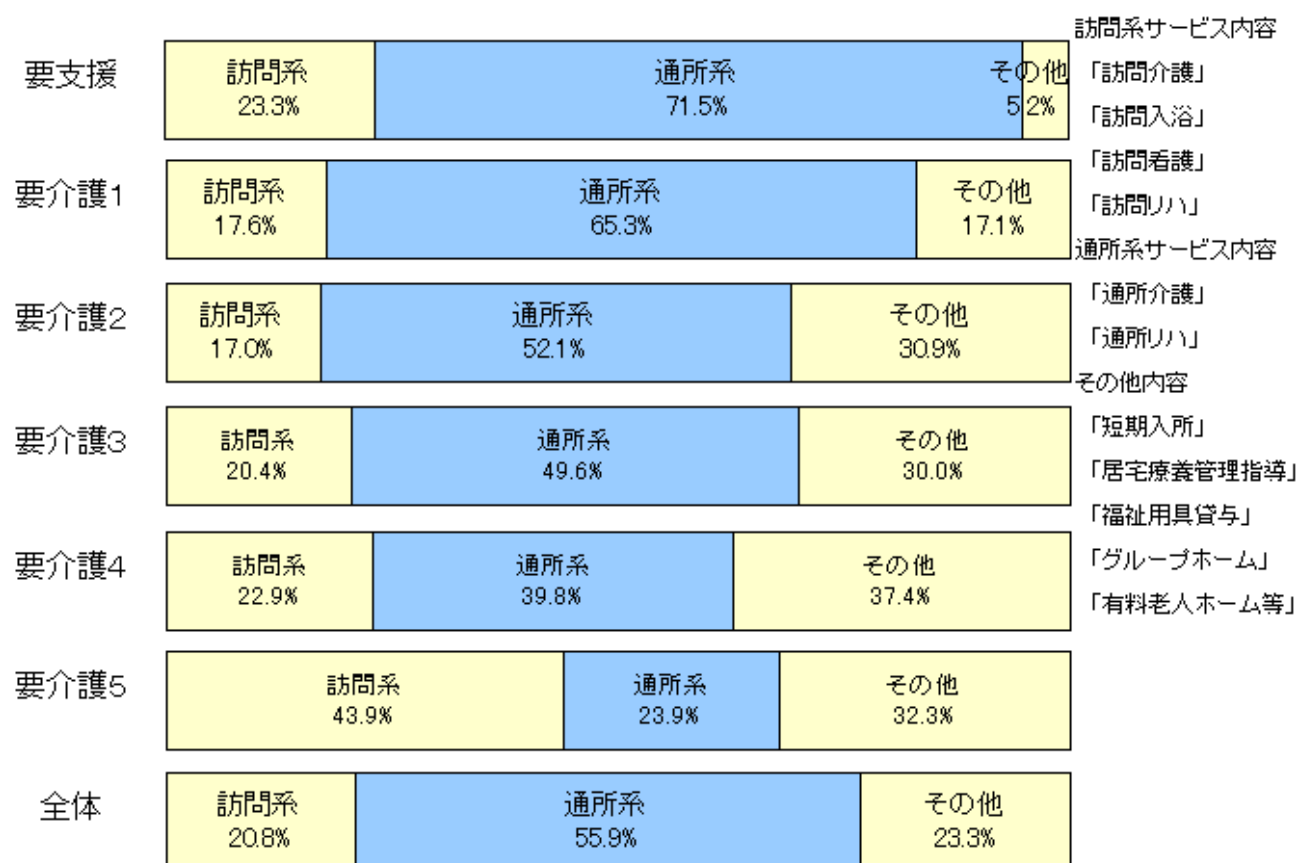 要支援
訪問系 通所系 その他
23.3% 71.5% 5.2%
要介護1
訪問系 通所系 その他
17.6% 65.3% 17.1%
要介護2
訪問系 通所系 その他
17.0% 52.1% 30.9%
要介護3
訪問系 通所系 その他
20.4% 49.6% 30.0%
要介護4
訪問系 通所系 その他
22.9% 39.8% 37.4%
要介護5
訪問系 通所系 その他
43.9% 23.9% 32.3%
全体
訪問系 通所系 その他
20.8% 55.9% 23.3%
訪問系サービス内容
「訪問介護」
「訪問入浴」
「訪問看護」
「訪問リハ」
通所系サービス内容
「通所介護」
「通所リハ」
その他内容
「短期入所」
「居宅療養管理指導」
「福祉用具貸与」
「グループホーム」
「有料老人ホーム等」